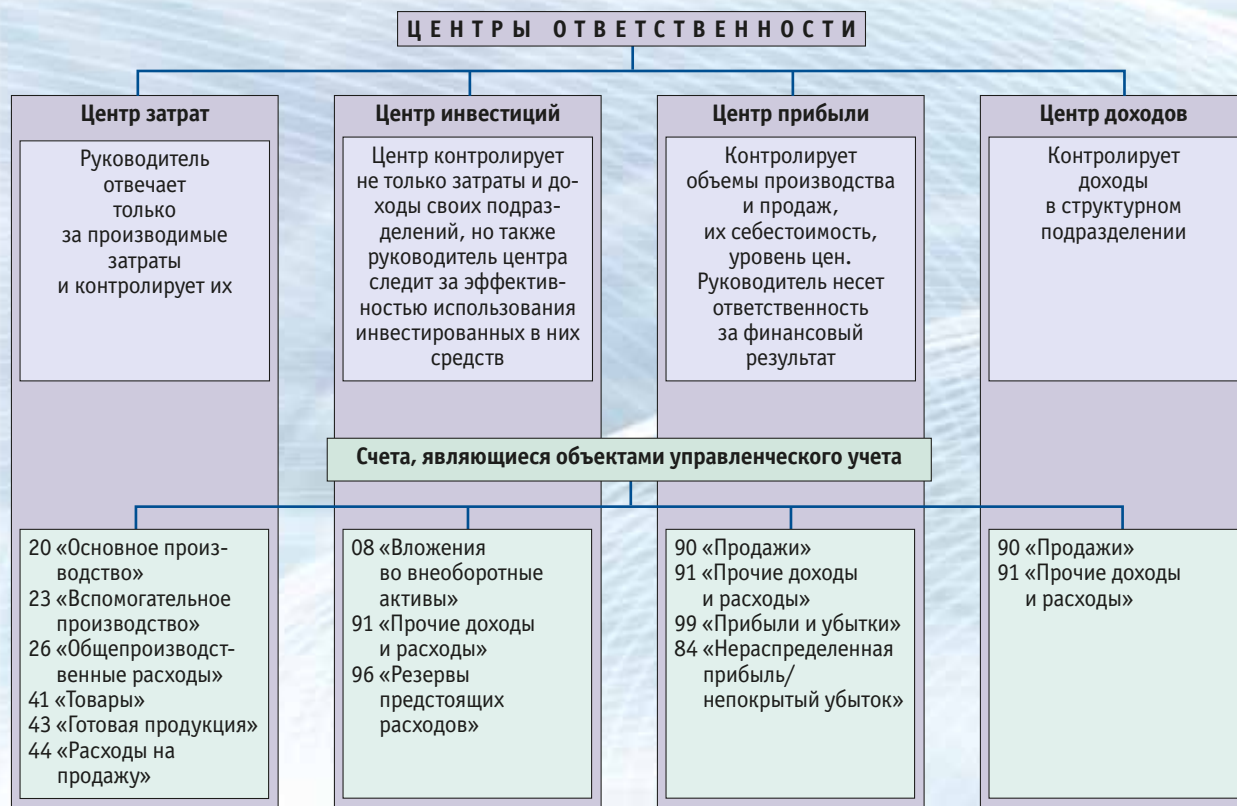 ЦЕНТРЫ ОТВЕТСТВЕННОСТИ
Центр затрат
Руководитель
отвечает
только
за производимые
затраты
и контролирует их
Центр инвестиций
Центр контролирует
не только затраты и до-
ходы своих подраз-
делений, но также
руководитель центра
следит за эффектив-
ностью использования
инвестированных в них
средств
Центр прибыли
Контролирует
объемы производства
и продаж,
их себестоимость,
уровень цен.
Руководитель несет
ответственность
за финансовый
результат
Центр доходов
Контролирует
доходы
в структурном
подразделении
Счета, являющиеся объектами управленческого учета
20 «Основное произ-
водство»
23 «Вспомогательное
производство»
26 «Общепроизводст-
венные расходы»
41 «Товары»
43 «Готовая продукция»
44 «Расходы на
продажу»
08 «Вложения
во внеоборотные
активы»
91 «Прочие доходы
и расходы»
96 «Резервы
предстоящих
расходов»
90 «Продажи»
91 «Прочие доходы
и расходы»
99 «Прибыли и убытки»
84 «Нераспределенная
прибыль/
непокрытый убыток»
90 «Продажи»
91 «Прочие доходы
и расходы»